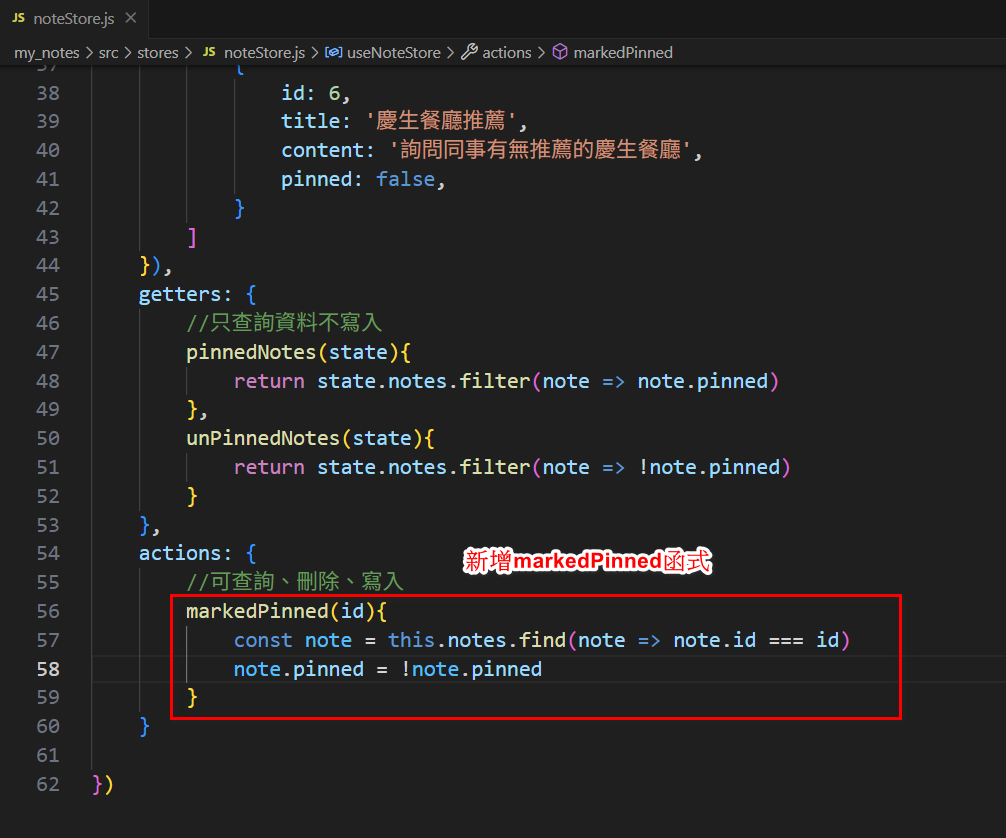 JS noteStore.js ×
my_notes > src > stores > JS noteStore.js > useNoteStore > actions > markedPinned
37 {
38 id: 6,
39 title: '慶生餐廳推薦',
40 content: '詢問同事有無推薦的慶生餐廳',
41 pinned: false,
42 }
43 ]
44 }),
45 getters: {
46 //只查詢資料不寫入
47 pinnedNotes(state){
48 return state.notes.filter(note => note.pinned)
49 },
50 unPinnedNotes(state){
51 return state.notes.filter(note => !note.pinned)
52 }
53 },
54 actions: {
新增markedPinned函式
55 //可查詢、刪除、寫入
56 markedPinned(id){
57 const note = this.notes.find(note => note.id === id)
58 note.pinned = !note.pinned
59 }
60 }
61
62 })